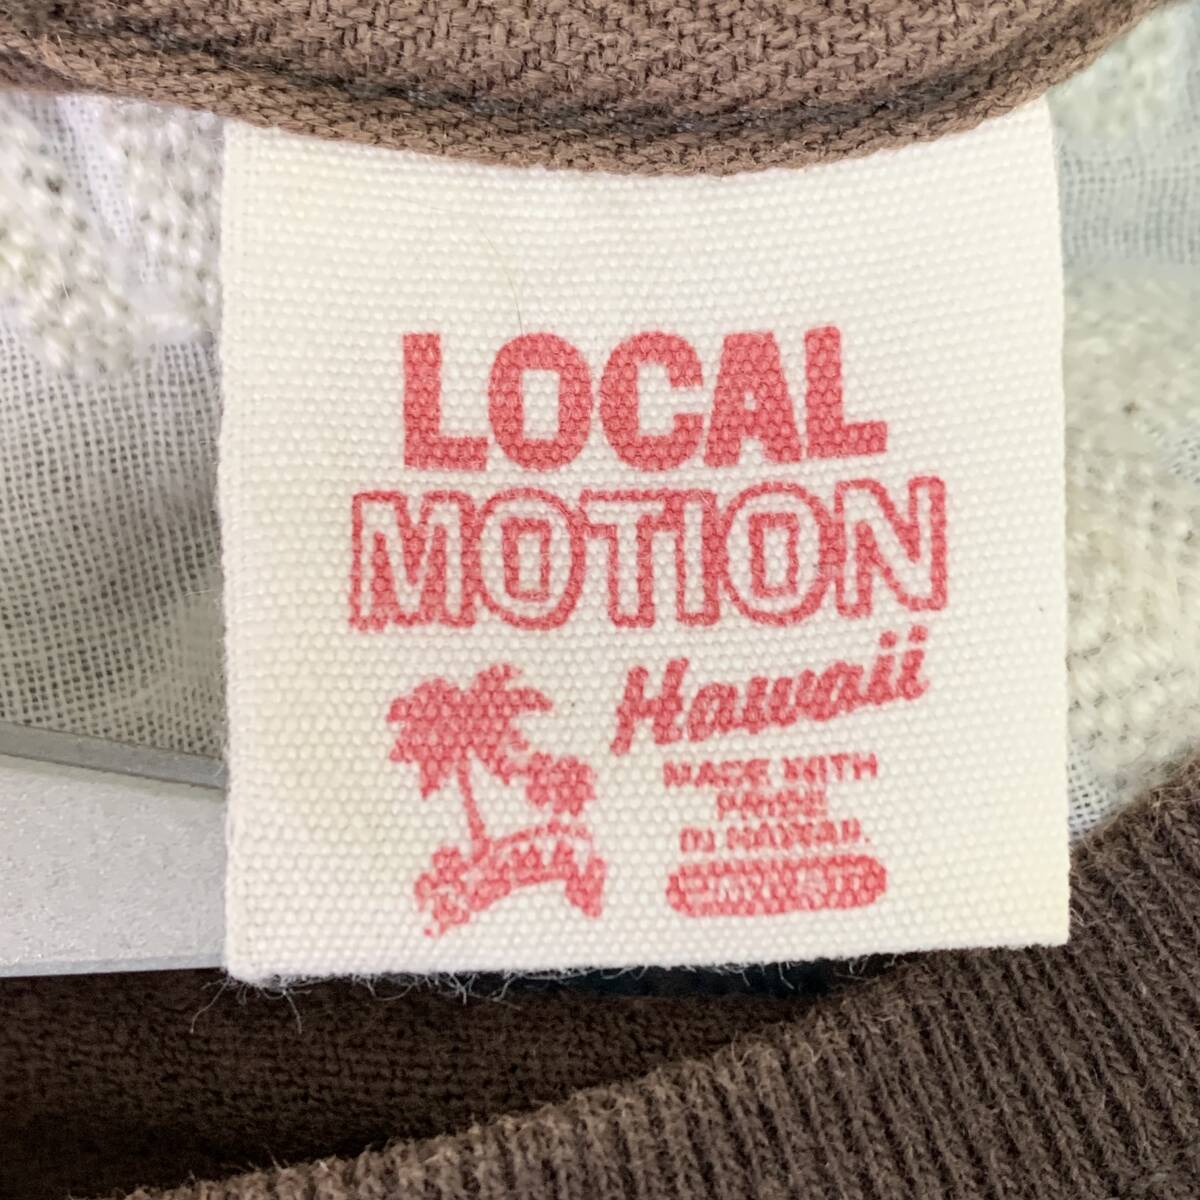 LOCAL
MOTION
Hawaii
MADE WITH
PRIDE
IN HAWAII.